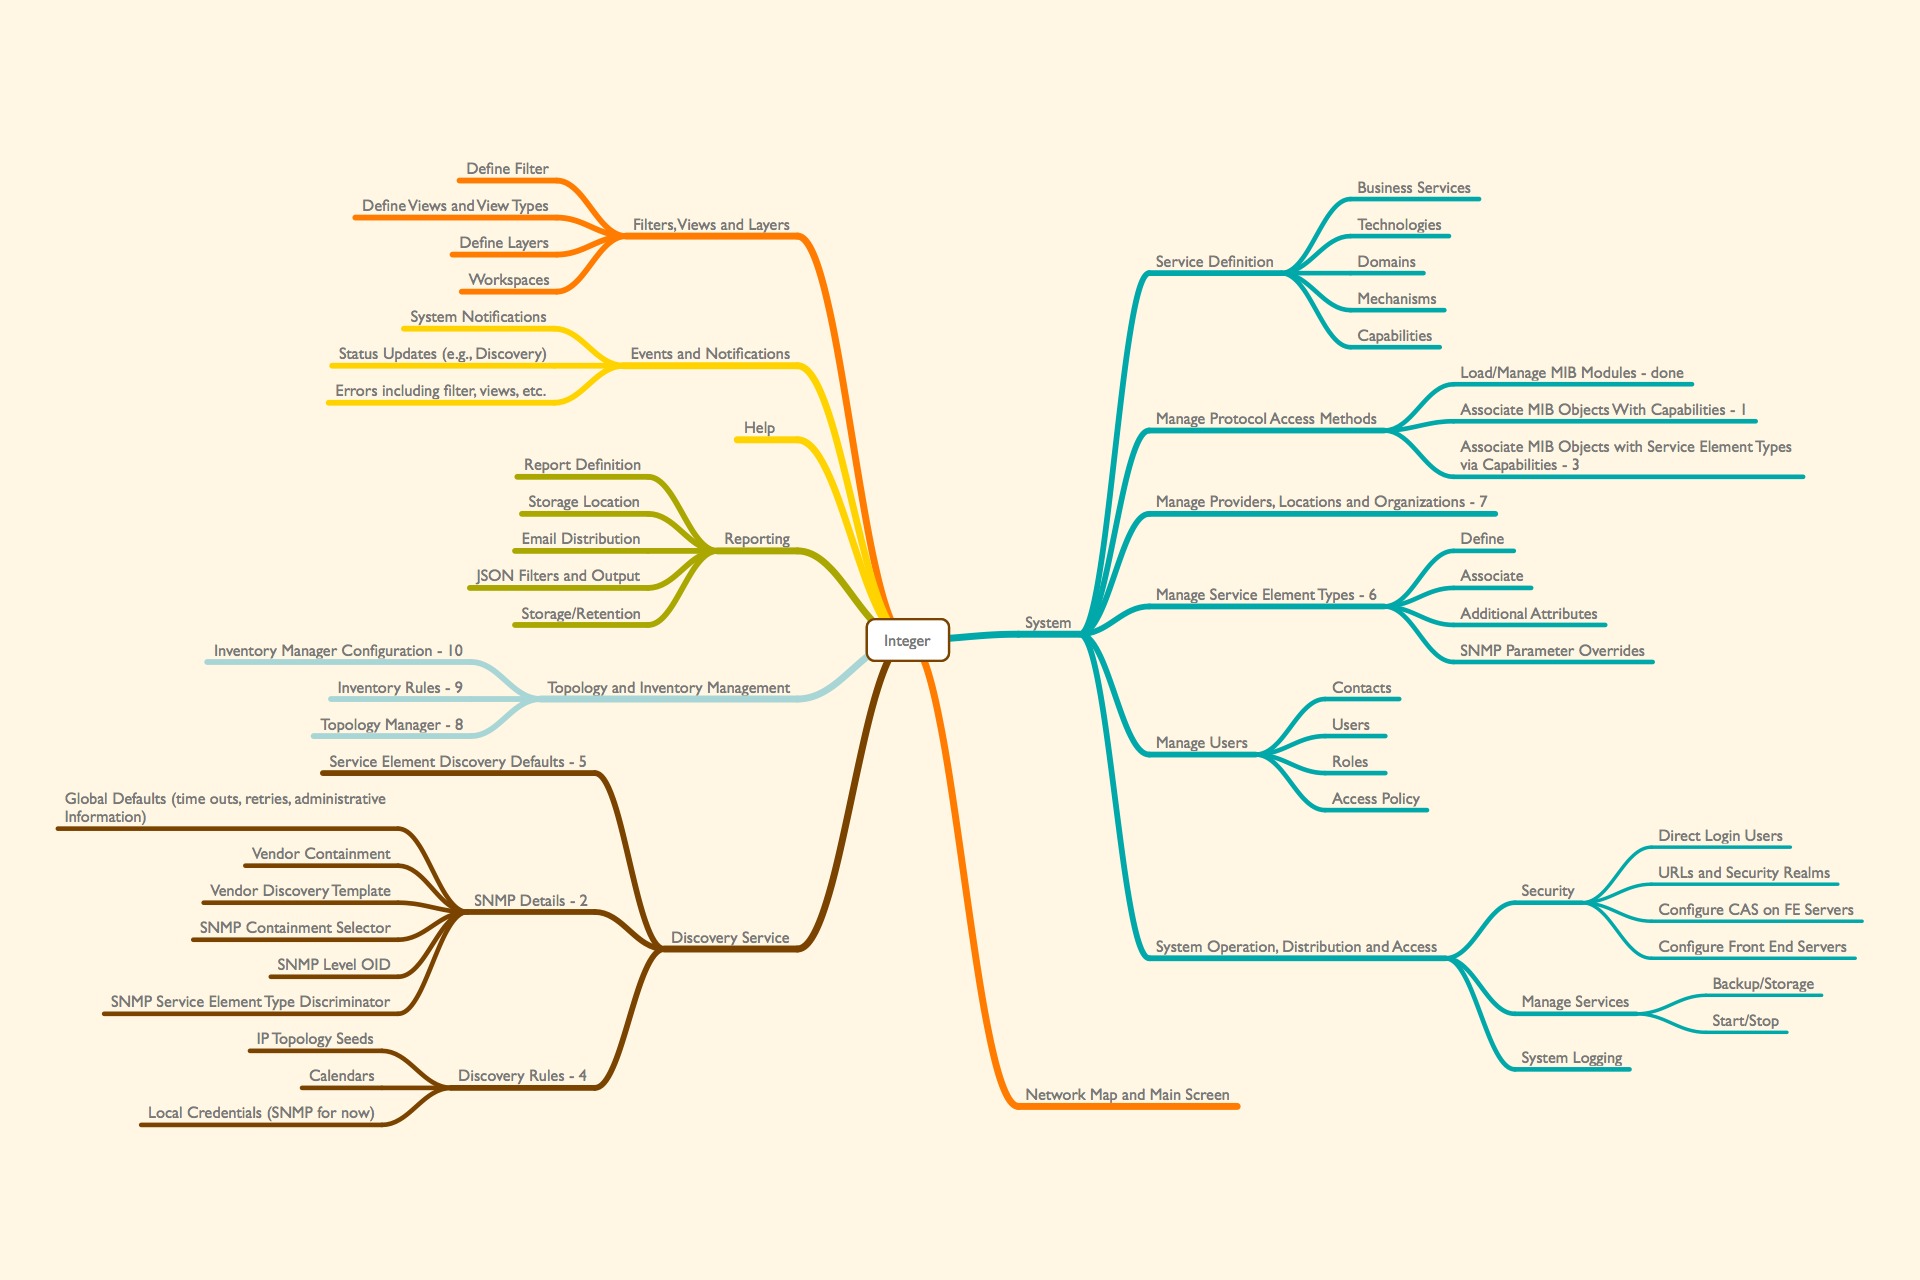 Define Filter
Define Views and View Types
Define Layers
Workspaces
Filters, Views and Layers
System Notifications
Status Updates (e.g., Discovery)
Errors including filter, views, etc.
Events and Notifications
Help
Report Definition
Storage Location
Email Distribution
JSON Filters and Output
Storage/Retention
Reporting
Inventory Manager Configuration - 10
Inventory Rules - 9
Topology Manager - 8
Topology and Inventory Management
Service Element Discovery Defaults - 5
Global Defaults (time outs, retries, administrative
Information)
Vendor Containment
Vendor Discovery Template
SNMP Containment Selector
SNMP Level OID
SNMP Service Element Type Discriminator
SNMP Details - 2
IP Topology Seeds
Calendars
Local Credentials (SNMP for now)
Discovery Rules - 4
Discovery Service
Integer
System
Service Definition
Business Services
Technologies
Domains
Mechanisms
Capabilities
Manage Protocol Access Methods
Load/Manage MIB Modules - done
Associate MIB Objects With Capabilities - 1
Associate MIB Objects with Service Element Types
via Capabilities - 3
Manage Providers, Locations and Organizations - 7
Manage Service Element Types - 6
Define
Associate
Additional Attributes
SNMP Parameter Overrides
Manage Users
Contacts
Users
Roles
Access Policy
System Operation, Distribution and Access
Security
Direct Login Users
URLs and Security Realms
Configure CAS on FE Servers
Configure Front End Servers
Manage Services
Backup/Storage
Start/Stop
System Logging
Network Map and Main Screen